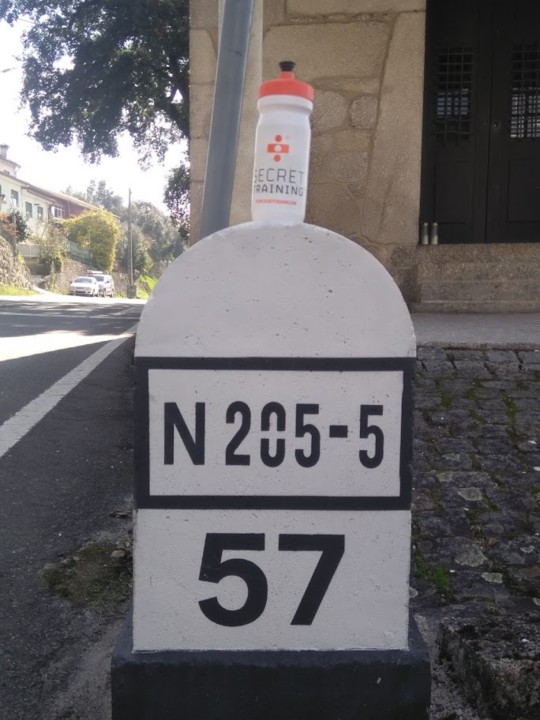 SECRET
TRAINING
N 205-5
57